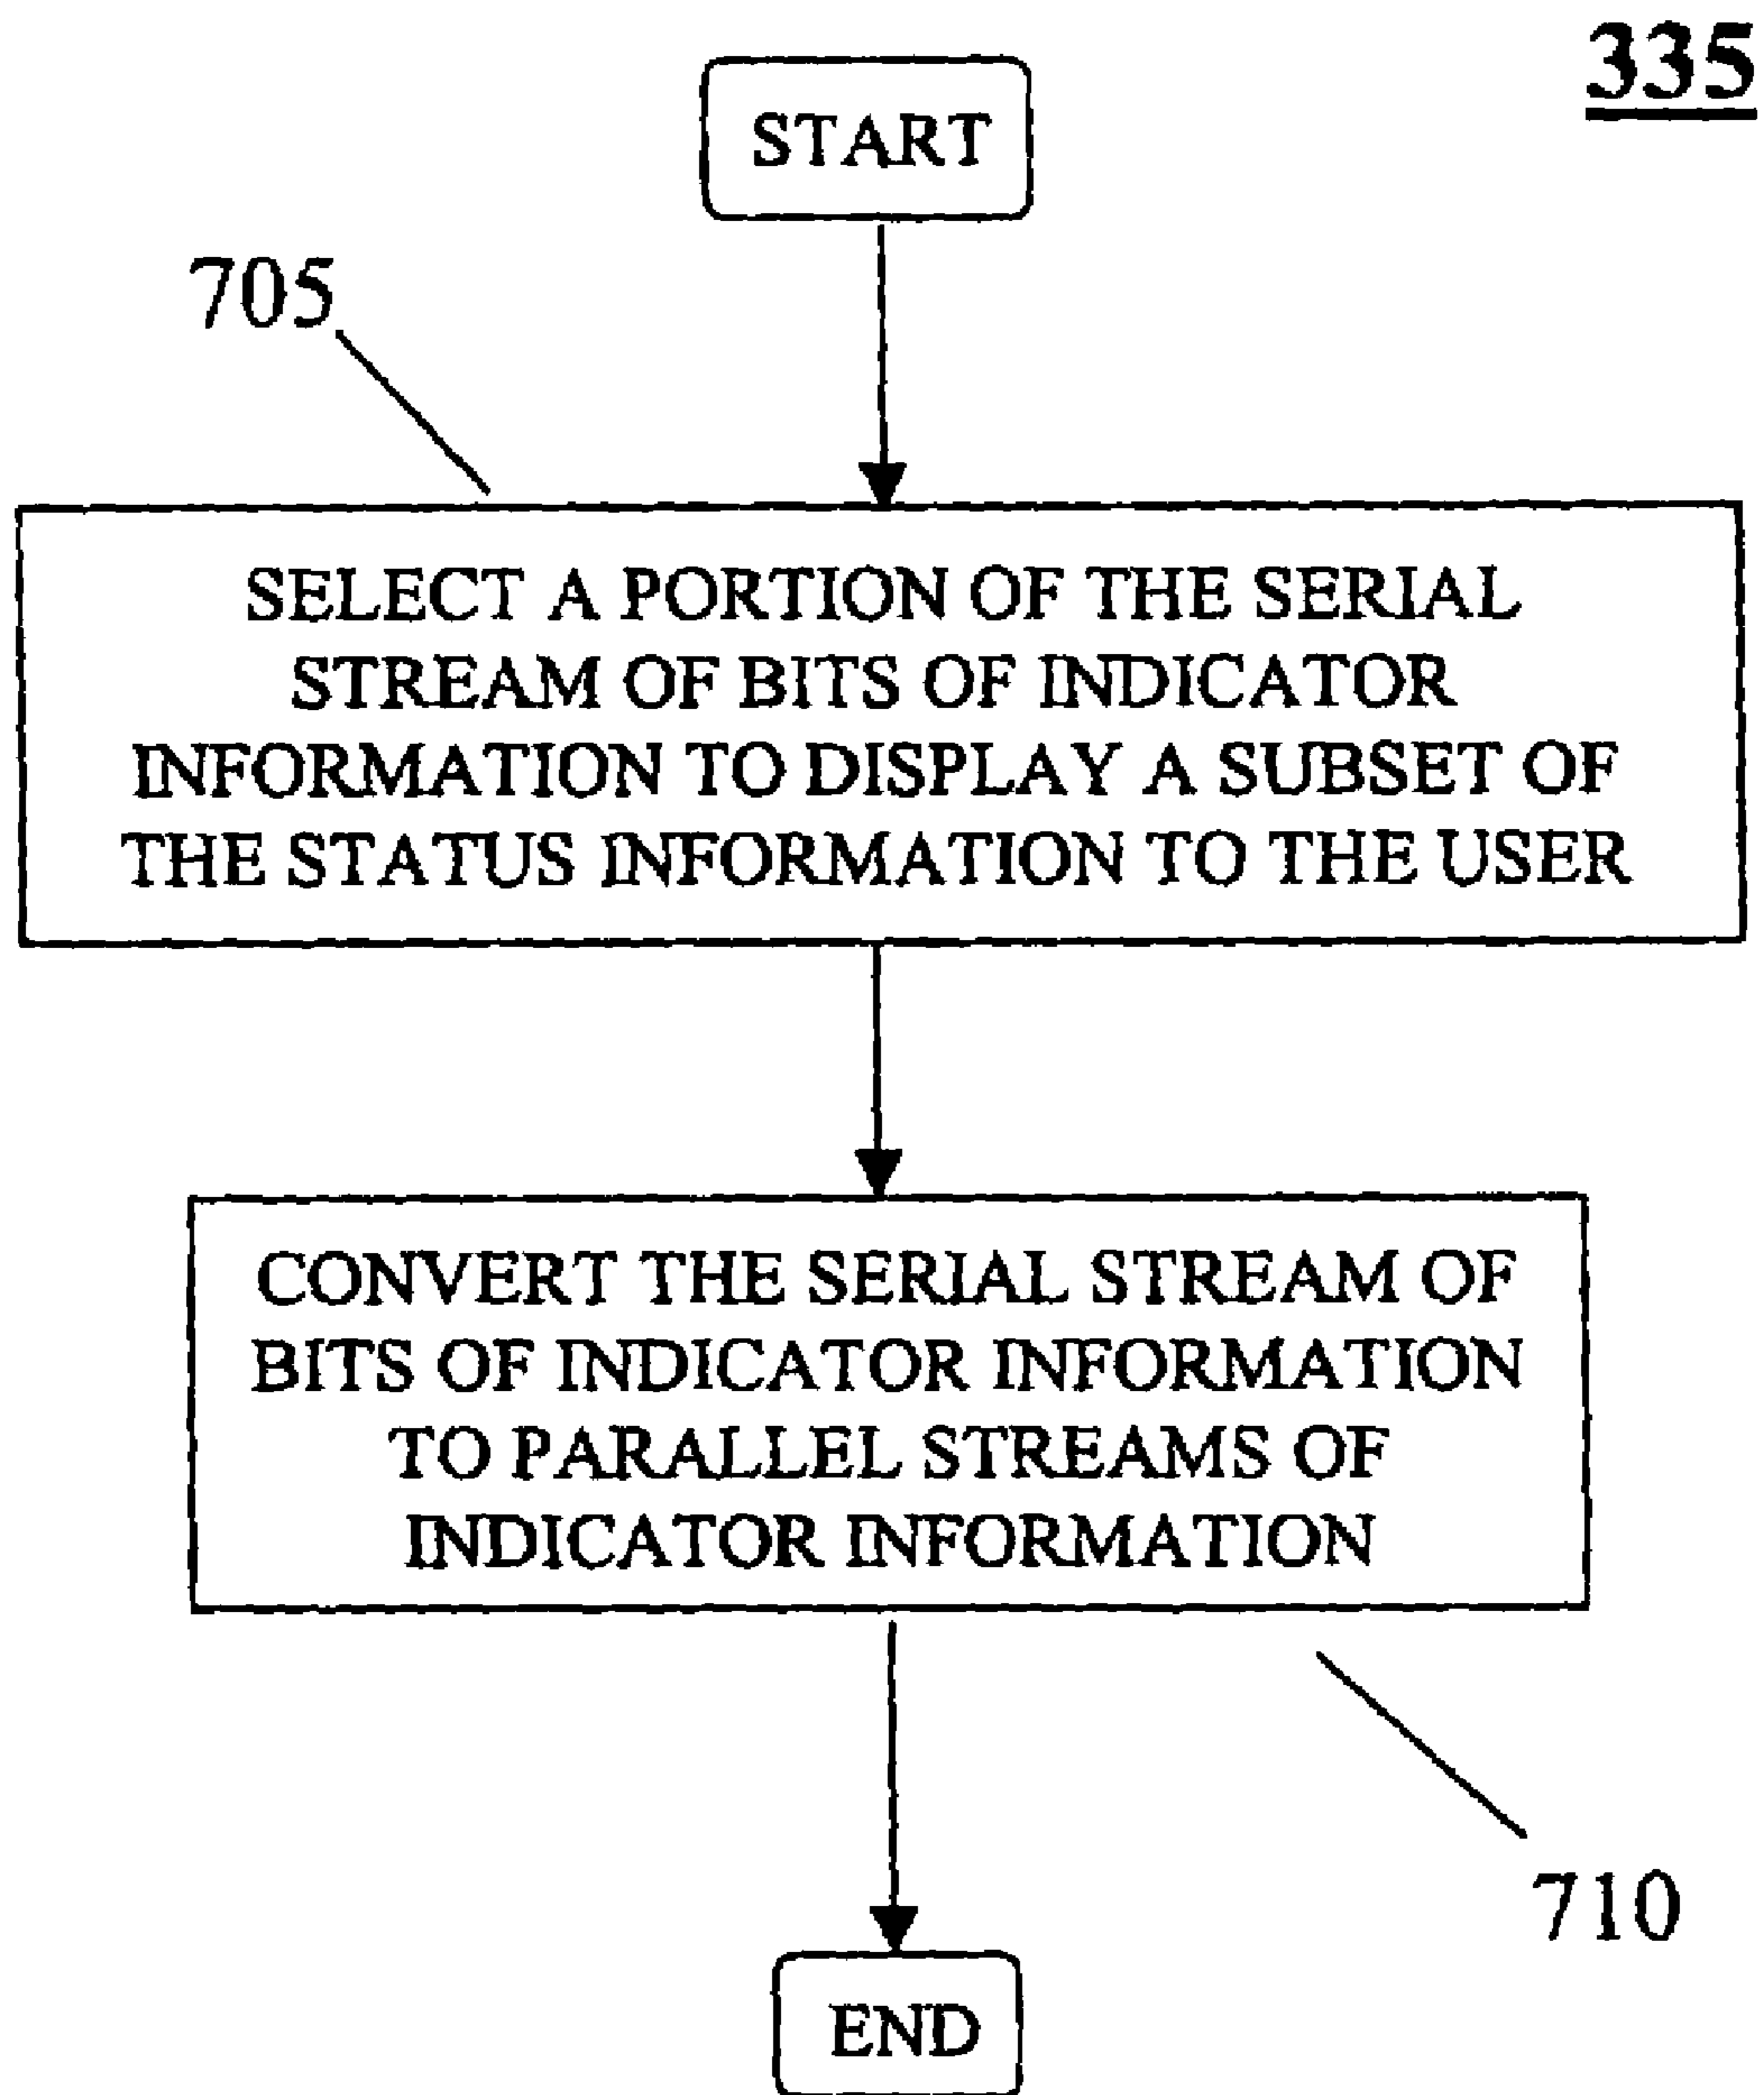 335
START
705
SELECT A PORTION OF THE SERIAL
STREAM OF BITS OF INDICATOR
INFORMATION TO DISPLAY A SUBSET OF
THE STATUS INFORMATION TO THE USER
CONVERT THE SERIAL STREAM OF
BITS OF INDICATOR INFORMATION
TO PARALLEL STREAMS OF
INDICATOR INFORMATION
710
END